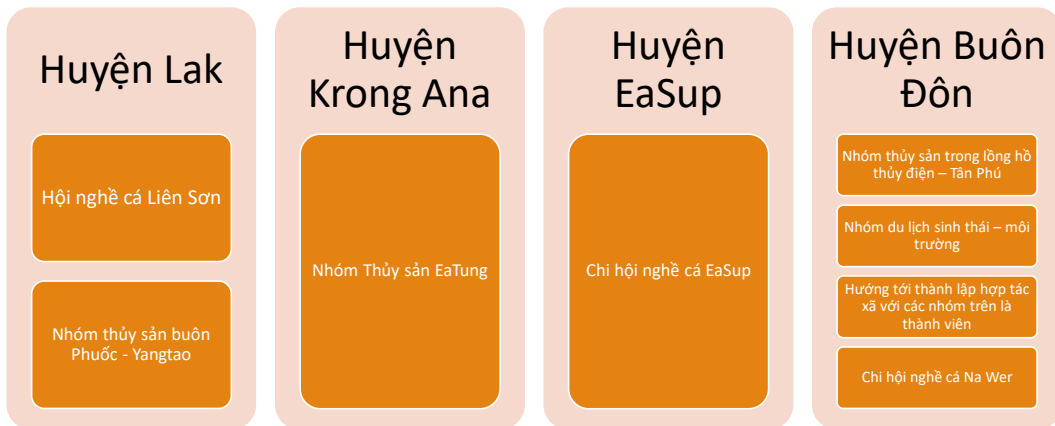 Huyện Lak
Hội nghề cá Liên Sơn
Nhóm thủy sản buôn
Phuốc - Yangtao
Huyện
Krong Ana
Nhóm Thủy sản EaTung
Huyện
EaSup
Chi hội nghề cá EaSup
Huyện Buôn
Đôn
Nhóm thủy sản trong lồng hồ
thủy điện – Tân Phú
Nhóm du lịch sinh thái – môi
trường
Hướng tới thành lập hợp tác
xã với các nhóm trên là
thành viên
Chi hội nghề cá Na Wer